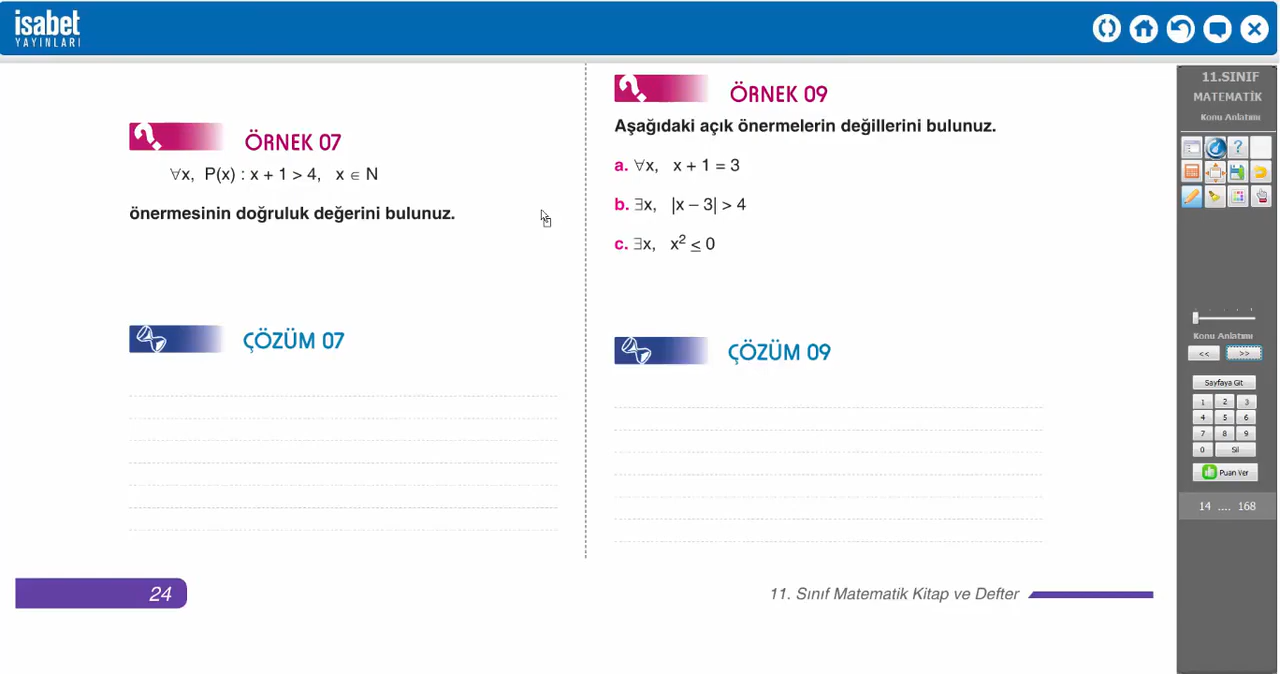 isabet
YAYINLARI
ÖRNEK 07
∀x, P(x) : x + 1 > 4, x ∈ N
önermesinin doğruluk değerini bulunuz.
ÇÖZÜM 07
24
ÖRNEK 09
Aşağıdaki açık önermelerin değillerini bulunuz.
a. ∀x, x + 1 = 3
b. ∃x, |x – 3| > 4
c. ∃x, x² ≤ 0
ÇÖZÜM 09
11. Sınıf Matematik Kitap ve Defter
11.SINIF
MATEMATİK
Konu Anlatımı
Konu Anlatımı
<< >>
Sayfaya Git
1 2 3
4 5 6
7 8 9
0 Sil
Puan Ver
14 .... 168